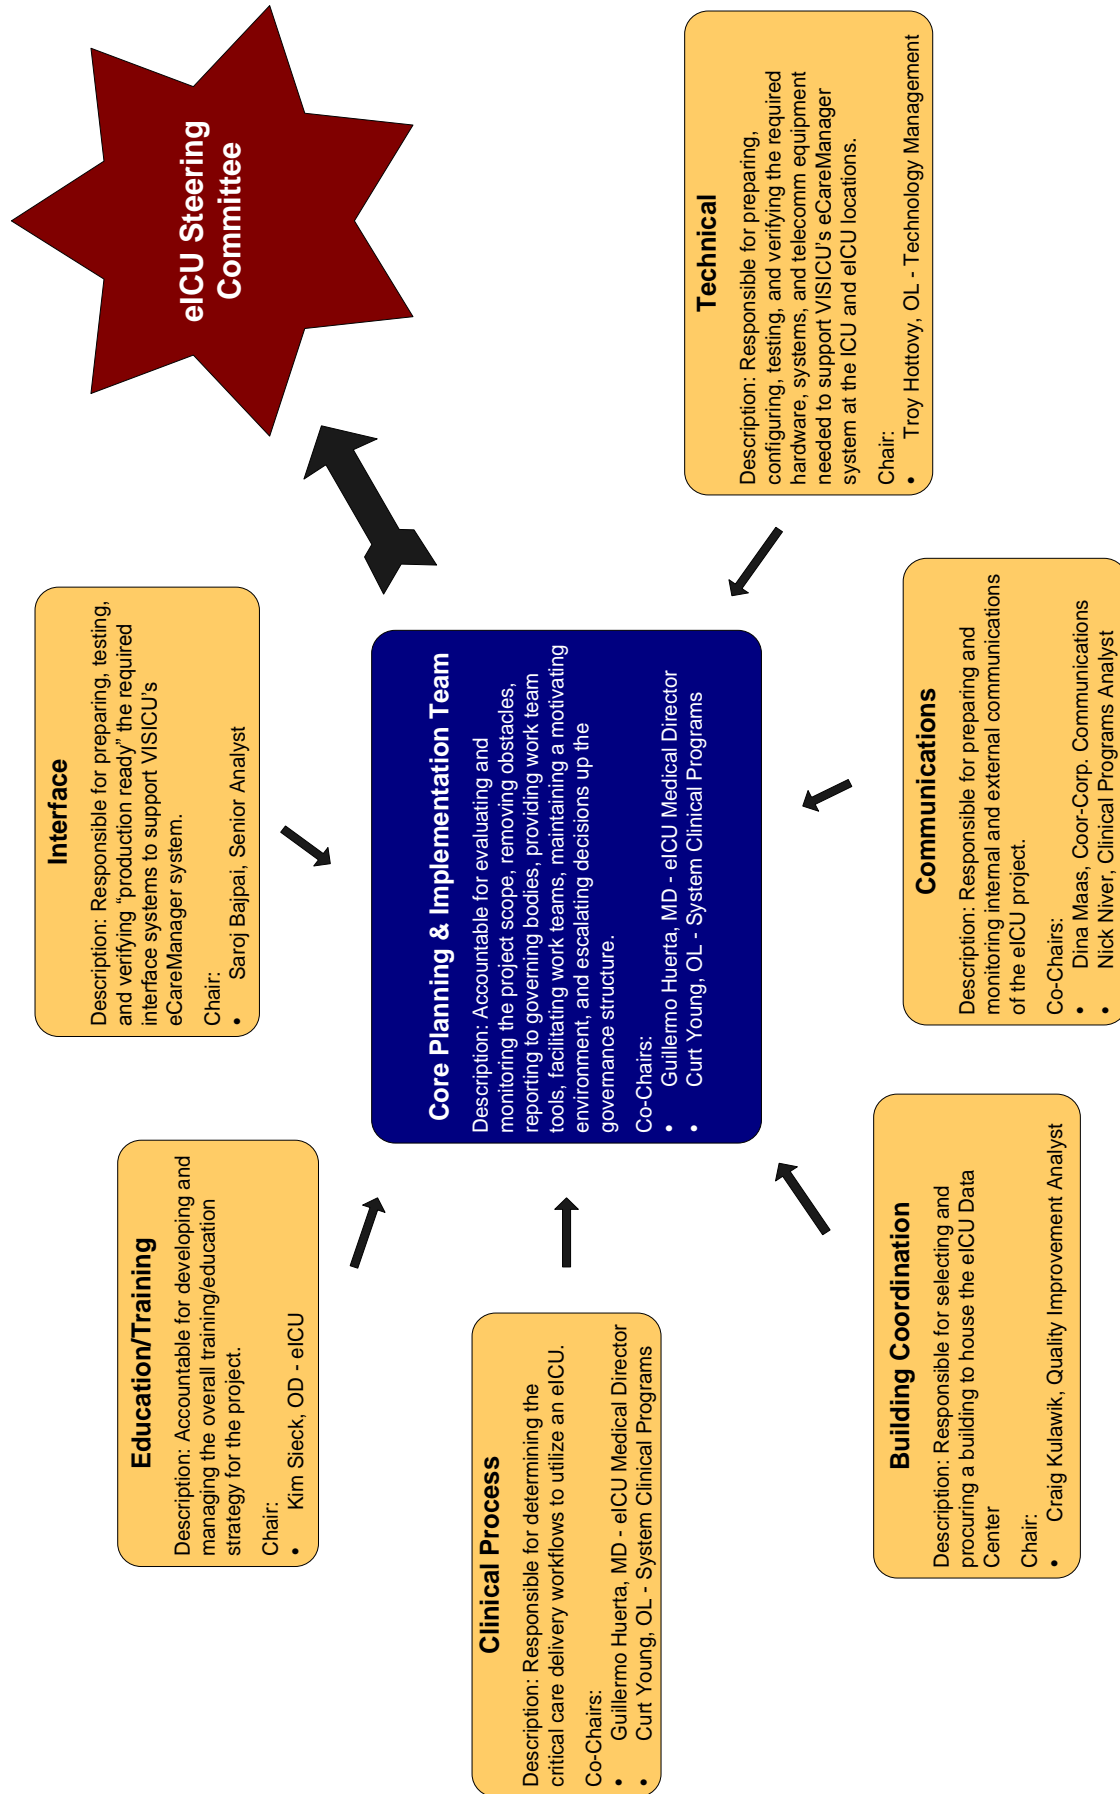 eICU Steering
Committee
Interface
Description: Responsible for preparing, testing,
and verifying “production ready” the required
interface systems to support VISICU’s
eCareManager system.
Chair:
• Saroj Bajpai, Senior Analyst
Education/Training
Description: Accountable for developing and
managing the overall training/education
strategy for the project.
Chair:
• Kim Sieck, OD - eICU
Core Planning & Implementation Team
Description: Accountable for evaluating and
monitoring the project scope, removing obstacles,
reporting to governing bodies, providing work team
tools, facilitating work teams, maintaining a motivating
environment, and escalating decisions up the
governance structure.
Co-Chairs:
• Guillermo Huerta, MD - eICU Medical Director
• Curt Young, OL - System Clinical Programs
Clinical Process
Description: Responsible for determining the
critical care delivery workflows to utilize an eICU.
Co-Chairs:
• Guillermo Huerta, MD - eICU Medical Director
• Curt Young, OL - System Clinical Programs
Technical
Description: Responsible for preparing,
configuring, testing, and verifying the required
hardware, systems, and telecomm equipment
needed to support VISICU’s eCareManager
system at the ICU and eICU locations.
Chair:
• Troy Hottovy, OL - Technology Management
Building Coordination
Description: Responsible for selecting and
procuring a building to house the eICU Data
Center
Chair:
• Craig Kulawik, Quality Improvement Analyst
Communications
Description: Responsible for preparing and
monitoring internal and external communications
of the eICU project.
Co-Chairs:
• Dina Maas, Coor-Corp. Communications
• Nick Niver, Clinical Programs Analyst